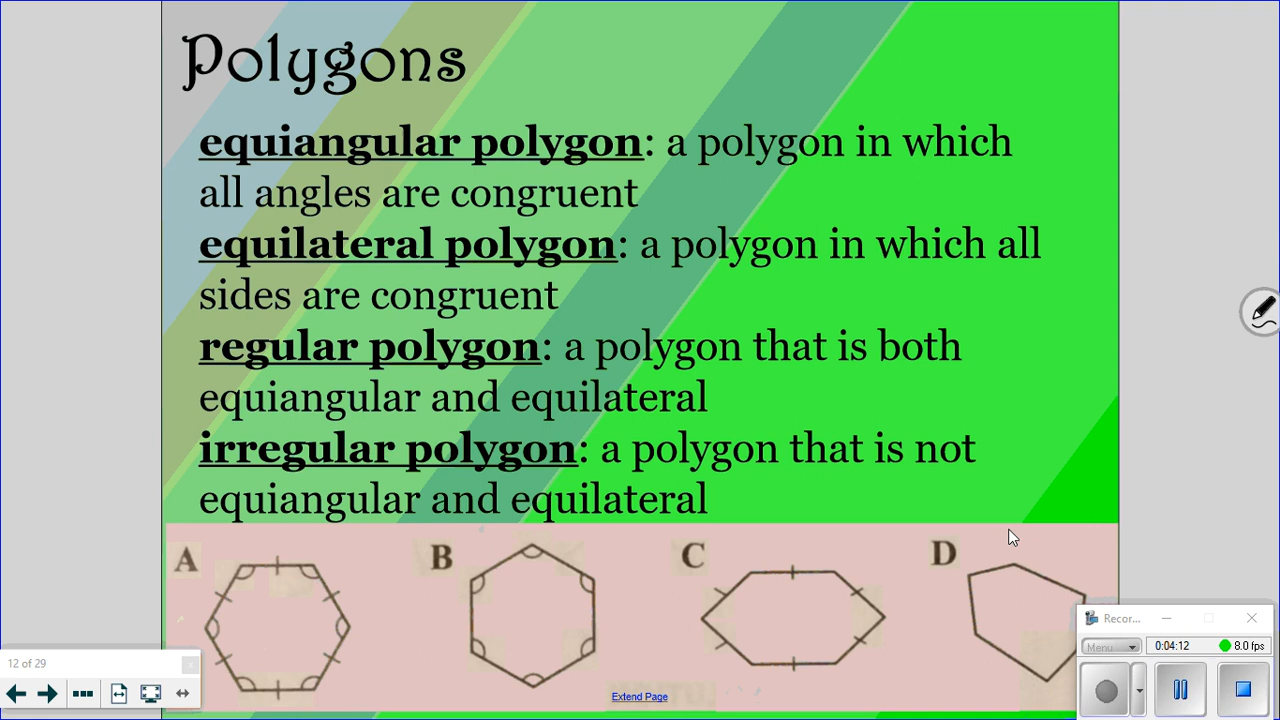 Polygons
equiangular polygon: a polygon in which
all angles are congruent
equilateral polygon: a polygon in which all
sides are congruent
regular polygon: a polygon that is both
equiangular and equilateral
irregular polygon: a polygon that is not
equiangular and equilateral
A B C D
Recor...
Menu 0:04:12 8.0 fps
12 of 29 x
Extend Page